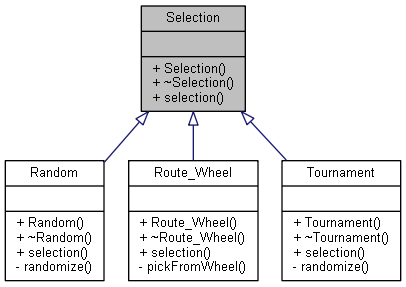 Selection
+ Selection()
+ ~Selection()
+ selection()
Random
+ Random()
+ ~Random()
+ selection()
- randomize()
Route_Wheel
+ Route_Wheel()
+ ~Route_Wheel()
+ selection()
- pickFromWheel()
Tournament
+ Tournament()
+ ~Tournament()
+ selection()
- randomize()